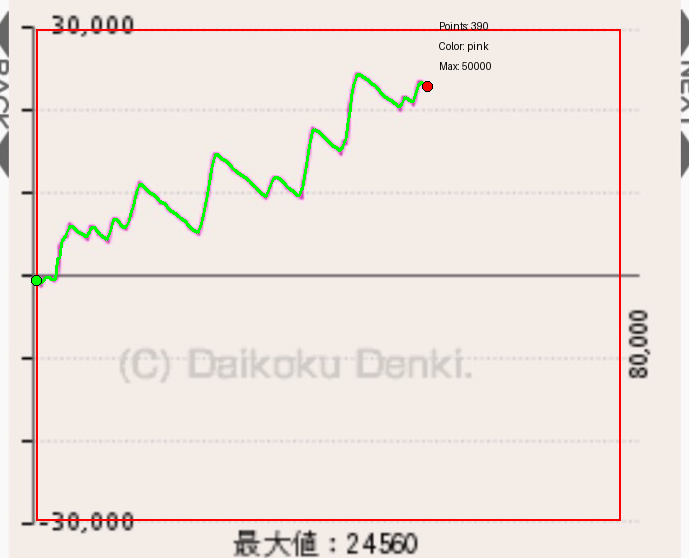 30,000
Points: 390
Color: pink
Max: 50000
BACK
NEXT
80,000
(C) Daikoku Denki.
-30,000
最大値：24560